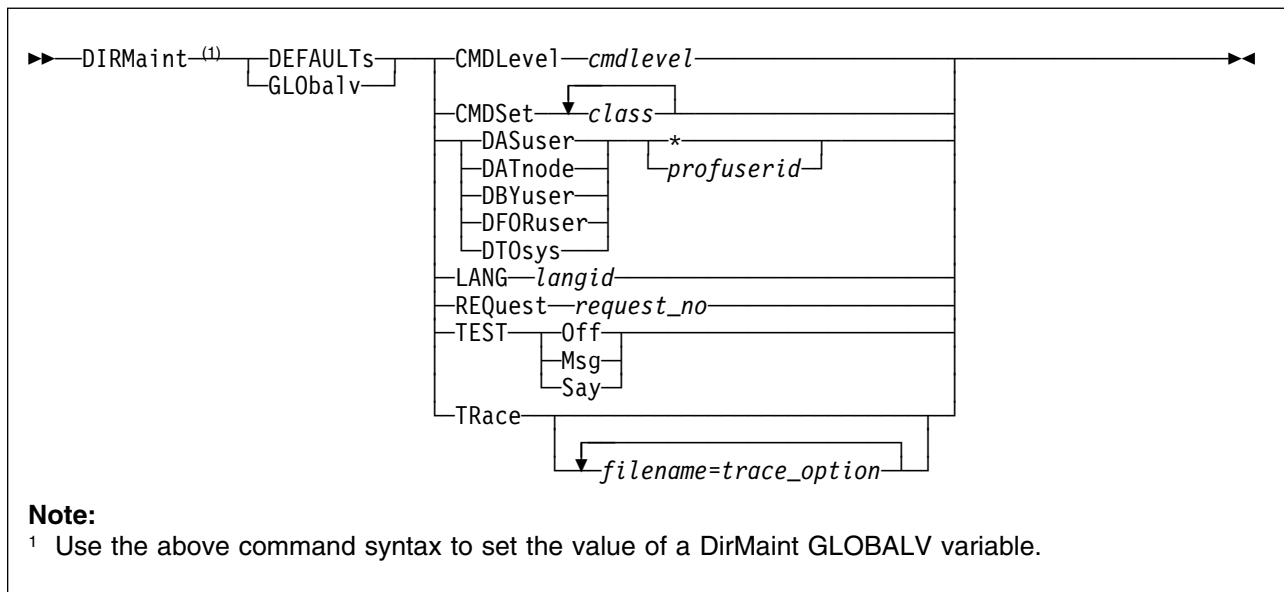 DIRMaint (1) DEFAULTs CMDLevel cmdlevel
GLObalv
CMDSet class
DASuser *
DATnode profuserid
DBYuser
DFORuser
DTOsys
LANG langid
REQuest request_no
TEST Off
Msg
Say
TRace
filename=trace_option
Note:
1 Use the above command syntax to set the value of a DirMaint GLOBALV variable.